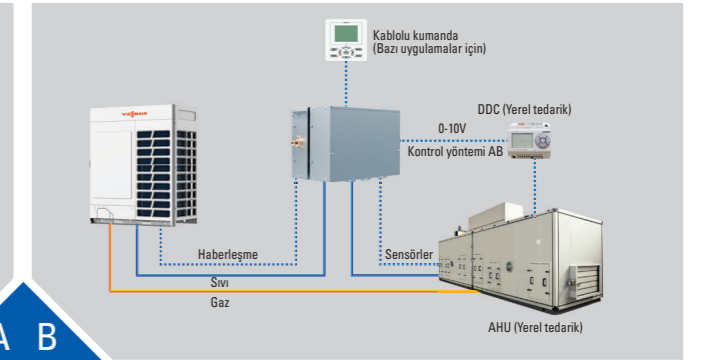 Kablolu kumanda
(Bazı uygulamalar için)
DDC (Yerel tedarik)
0-10V
Kontrol yöntemi AB
Haberleşme
Sensörler
Sıvı
Gaz
AHU (Yerel tedarik)
A B